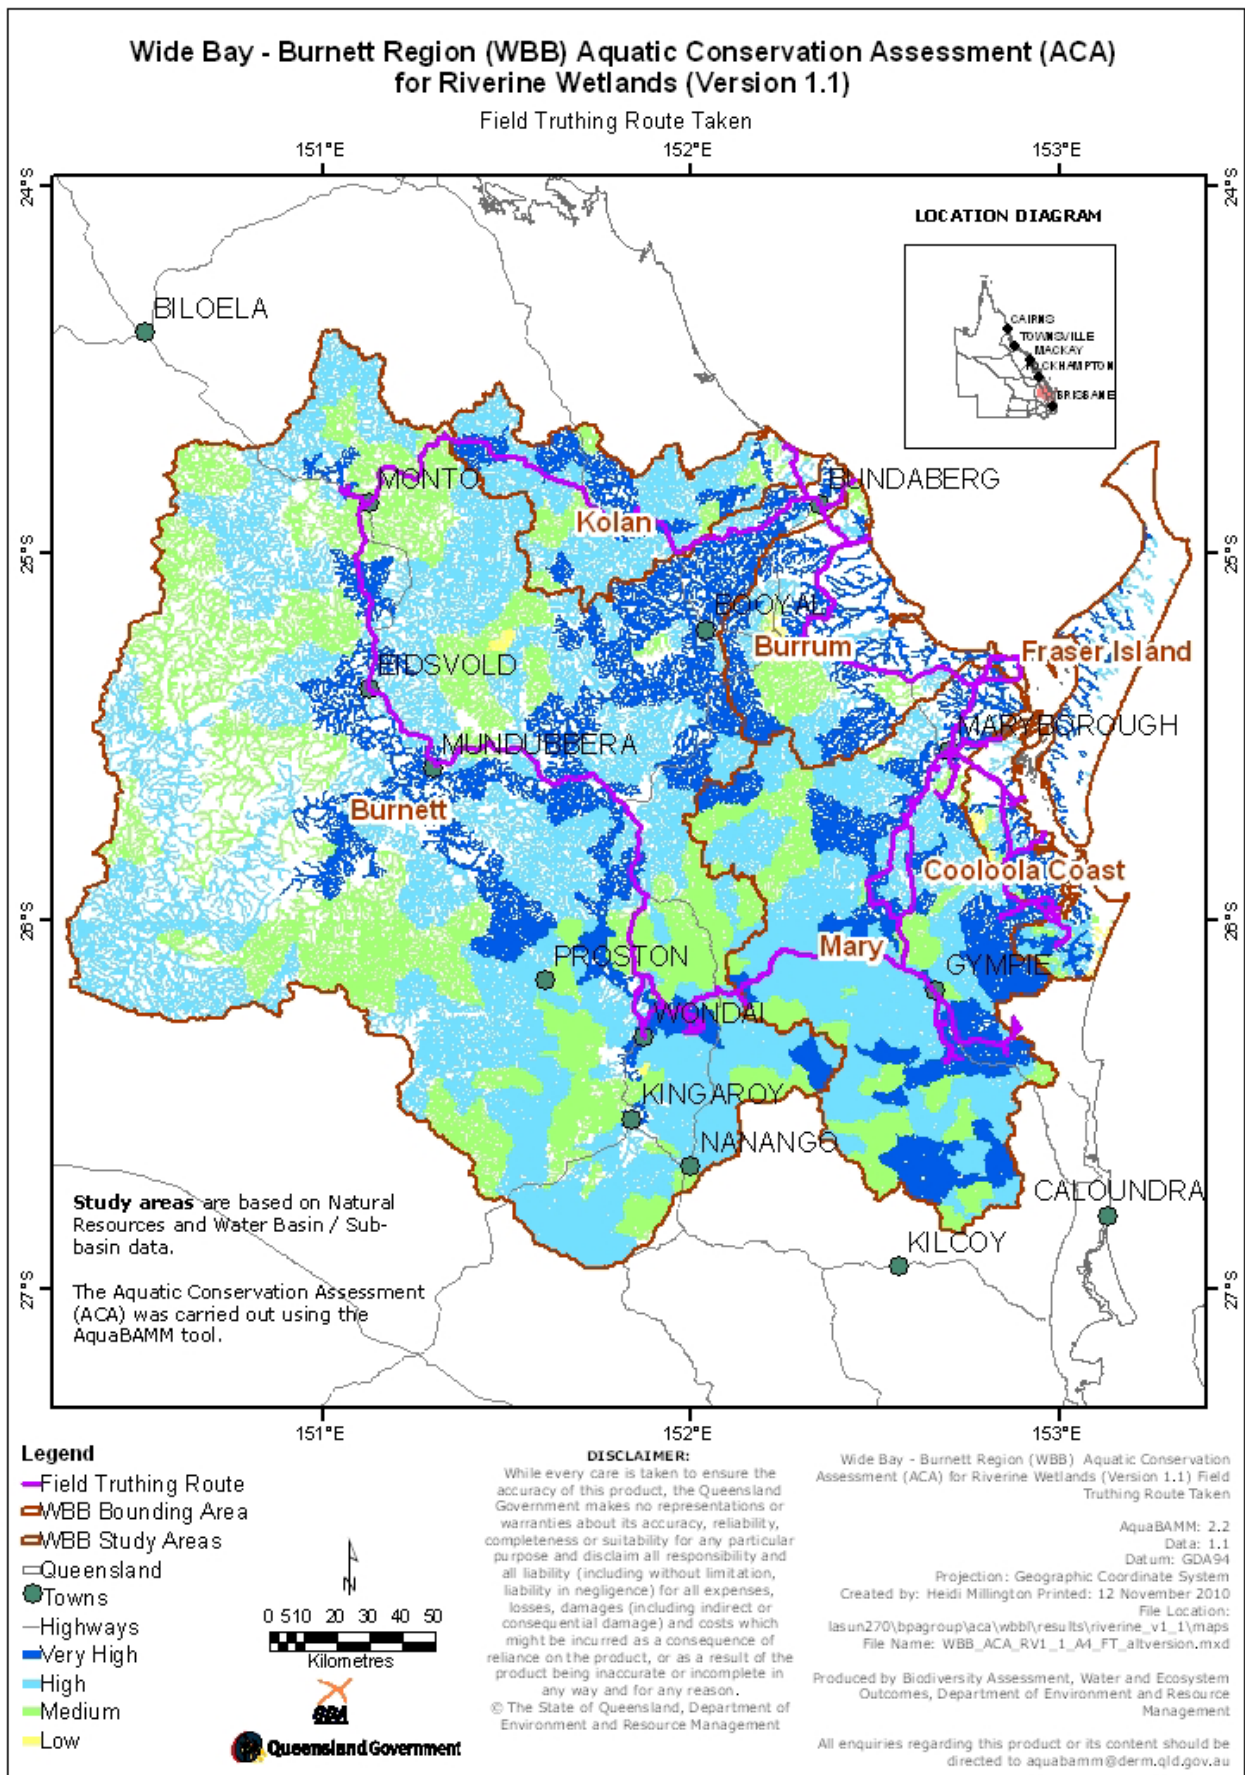 Wide Bay - Burnett Region (WBB) Aquatic Conservation Assessment (ACA)
for Riverine Wetlands (Version 1.1)
Field Truthing Route Taken
151°E
152°E
153°E
24°S
24°S
LOCATION DIAGRAM
CAIRNS
TOWNSVILLE
MACKAY
BRISBANE
BILOELA
MONTO
BUNDABERG
Kolan
25°S
25°S
BOOYAL
Burrum
Fraser Island
EIDSVOLD
MARYBOROUGH
MUNDUBBERA
Burnett
Cooloola Coast
26°S
26°S
Mary
PROSTON
GYMPIE
WONDAI
KINGAROY
NANANGO
CALOUNDRA
KILCOY
Study areas are based on Natural
Resources and Water Basin / Sub-
basin data.
The Aquatic Conservation Assessment
(ACA) was carried out using the
AquaBAMM tool.
27°S
27°S
151°E
152°E
153°E
Legend
Field Truthing Route
WBB Bounding Area
WBB Study Areas
Queensland
Towns
Highways
Very High
High
Medium
Low
0 5 10 20 30 40 50
Kilometres
Queensland Government
DISCLAIMER:
While every care is taken to ensure the
accuracy of this product, the Queensland
Government makes no representations or
warranties about its accuracy, reliability,
completeness or suitability for any particular
purpose and disclaim all responsibility and
all liability (including without limitation,
liability in negligence) for all expenses,
losses, damages (including indirect or
consequential damage) and costs which
might be incurred as a consequence of
reliance on the product, or as a result of the
product being inaccurate or incomplete in
any way and for any reason.
© The State of Queensland, Department of
Environment and Resource Management
Wide Bay - Burnett Region (WBB) Aquatic Conservation
Assessment (ACA) for Riverine Wetlands (Version 1.1) Field
Truthing Route Taken
AquaBAMM: 2.2
Data: 1.1
Datum: GDA94
Projection: Geographic Coordinate System
Created by: Heidi Millington Printed: 12 November 2010
File Location:
lasun270\bpagroup\aca\wbbl\results\riverine_v1_1\maps
File Name: WBB_ACA_RV1_1_A4_FT_altversion.mxd
Produced by Biodiversity Assessment, Water and Ecosystem
Outcomes, Department of Environment and Resource
Management
All enquiries regarding this product or its content should be
directed to aquabamm@derm.qld.gov.au